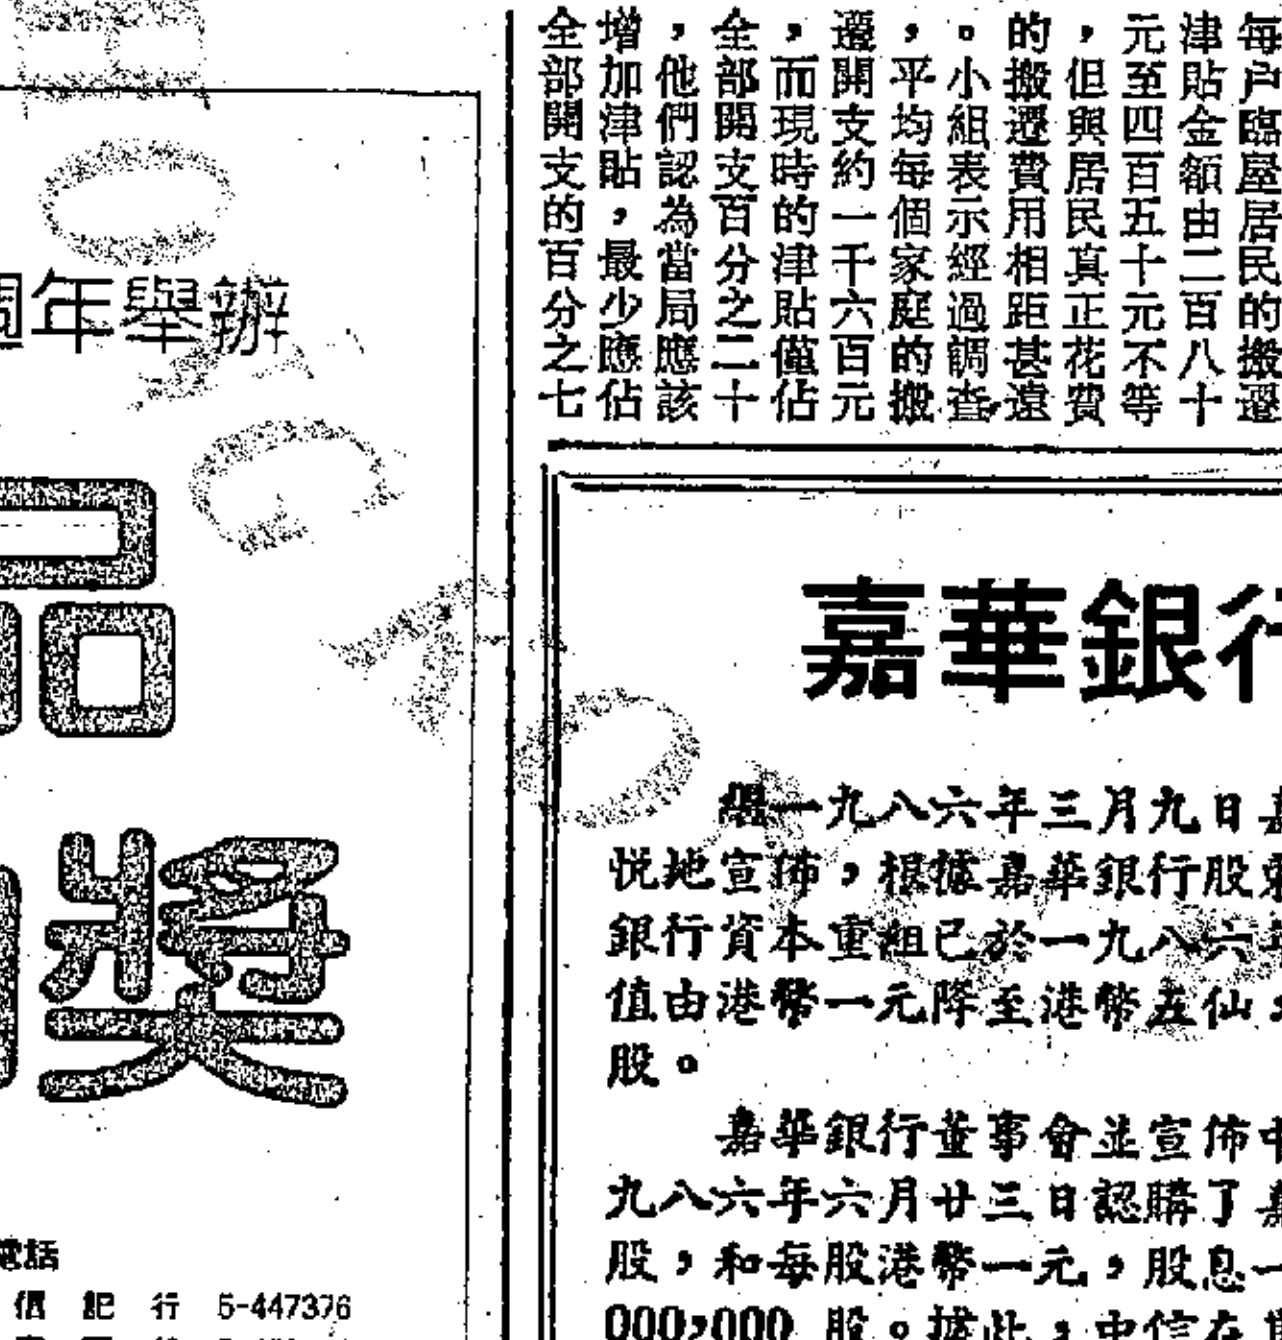 每户臨屋居民的搬遷
津貼金額由二百八十
元至四百五十元不等
，但與居民真正花費
的搬遷費用相距甚遠
。小組表示經過調查
，平均每個家庭的搬
遷開支約一千六百元
，而現時的津貼僅佔
全部開支百分之二十
，他們認為當局應該
增加津貼，最少應佔
全部開支的百分之七
嘉華銀行
繼一九八六年三月九日嘉
悦地宣佈，根據嘉華銀行股東
銀行資本重組已於一九八六年
值由港幣一元降至港幣五仙，
股。
嘉華銀行董事會並宣佈中
九八六年六月廿三日認購了嘉
股，和每股港幣一元，股息一
000,000 股。據此，中信在
週年舉辦
品
獎
電話
信記行 5-447376